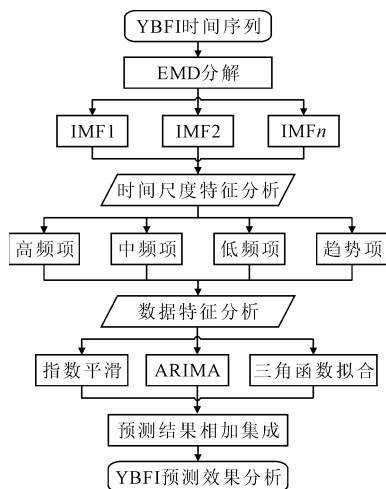 YBFI时间序列
EMD分解
IMF1 IMF2 IMFn
时间尺度特征分析
高频项 中频项 低频项 趋势项
数据特征分析
指数平滑 ARIMA 三角函数拟合
预测结果相加集成
YBFI预测效果分析